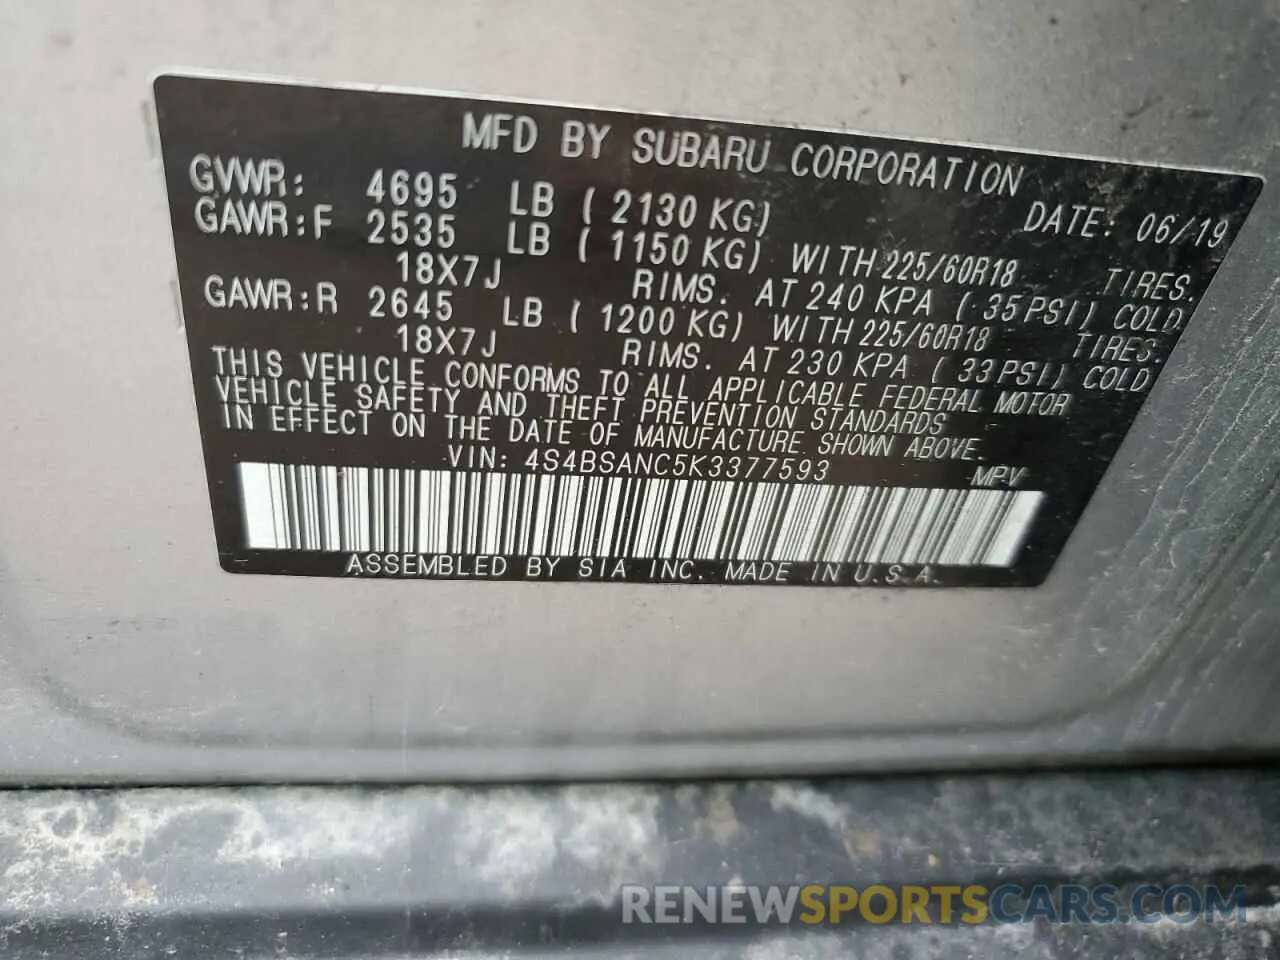 MFD BY SUBARU CORPORATION
DATE: 06/19
GVWR: 4695 LB (2130 KG)
GAWR:F 2535 LB (1150 KG) WITH 225/60R18 TIRES.
18X7J RIMS. AT 240 KPA (35PSI) COLD.
GAWR:R 2645 LB (1200 KG) WITH 225/60R18 TIRES.
18X7J RIMS. AT 230 KPA (33PSI) COLD
THIS VEHICLE CONFORMS TO ALL APPLICABLE FEDERAL MOTOR
VEHICLE SAFETY AND THEFT PREVENTION STANDARDS
IN EFFECT ON THE DATE OF MANUFACTURE SHOWN ABOVE.
VIN: 4S4BSANC5K3377593 MPV
ASSEMBLED BY SIA INC. MADE IN U.S.A.
RENEWSPORTSCARS.COM